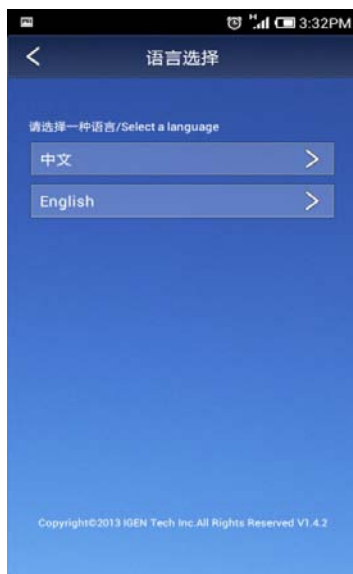 H 3:32PM
语言选择
请选择一种语言/Select a language
中文
English
Copyright©2013 IGEN Tech Inc.All Rights Reserved V1.4.2